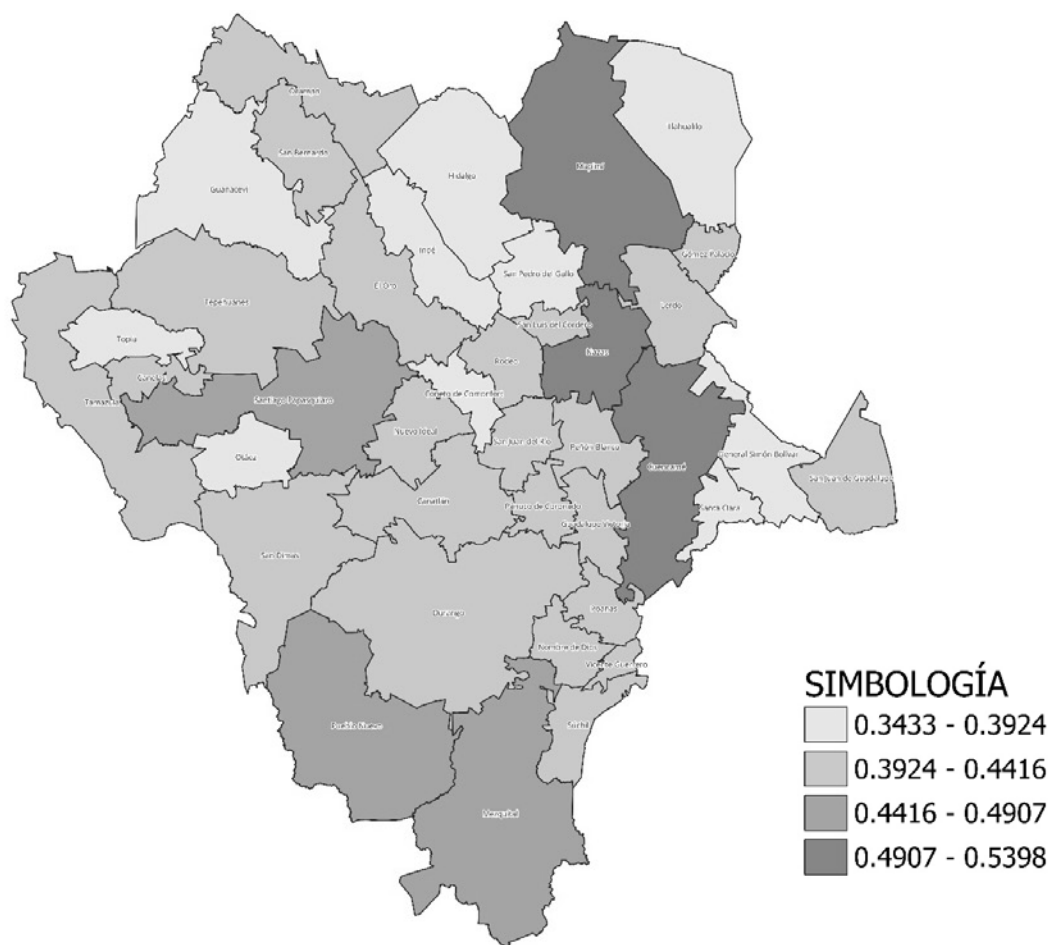 Ocampo
San Bernardo
Guanaceví
Hidalgo
Mapimí
Tlahualilo
Indé
San Pedro del Gallo
Gómez Palacio
Tepehuanes
El Oro
Lerdo
San Luis del Cordero
Nazas
Topia
Rodeo
Canelas
Tamazula
Santiago Papasquiaro
Coneto de Comonfort
Nuevo Ideal
San Juan del Río
Peñón Blanco
Otáez
Cuencamé
General Simón Bolívar
San Juan de Guadalupe
Canatlán
Pánuco de Coronado
Guadalupe Victoria
Santa Clara
San Dimas
Durango
Poanas
Nombre de Dios
Vicente Guerrero
Pueblo Nuevo
Súchil
Mezquital
SIMBOLOGÍA
0.3433 - 0.3924
0.3924 - 0.4416
0.4416 - 0.4907
0.4907 - 0.5398